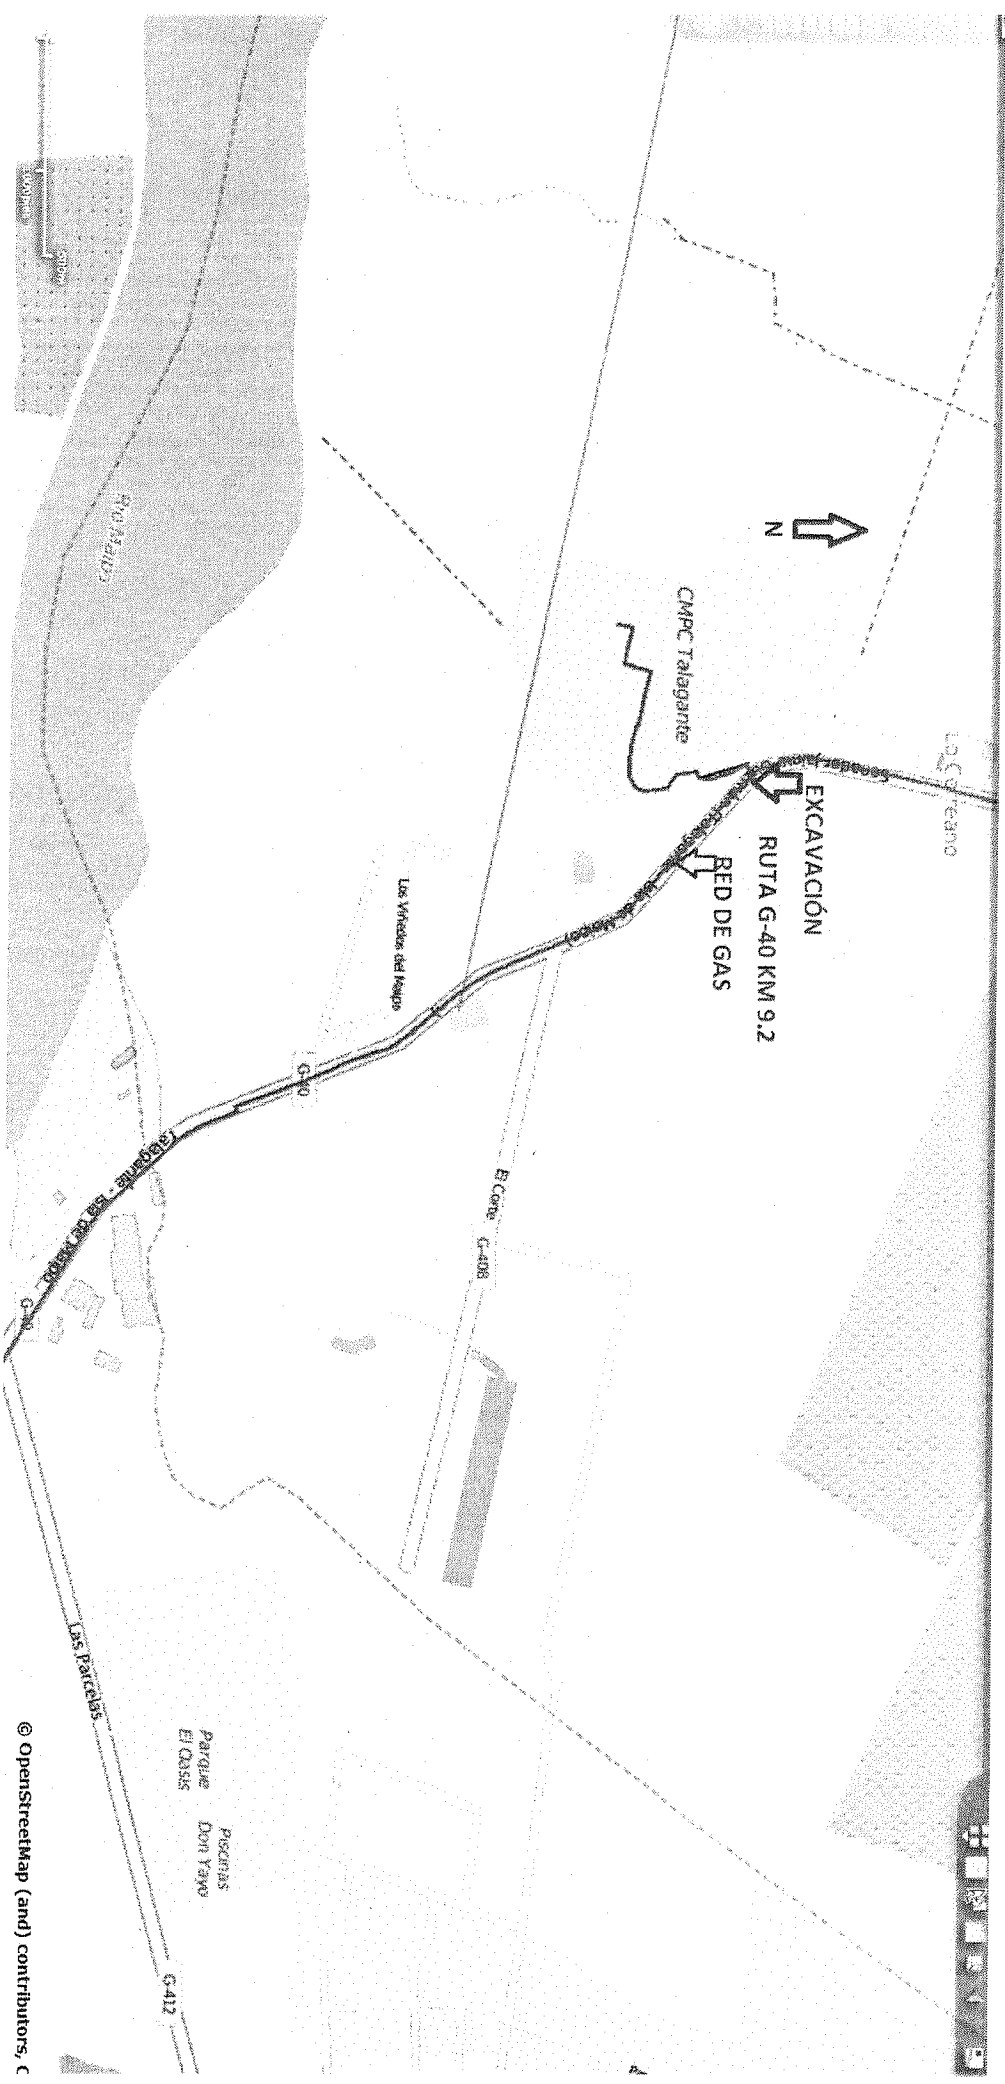 N
CMPC Talagante
EXCAVACIÓN
RUTA G-40 KM 9.2
RED DE GAS
Río Maipo
Los Viñedos del Maipo
G-40
El Corte
G-408
Talagante - Isla de Maipo
G-40
Las Parcelas
Parque
El Oasis
Piscinas
Don Yayo
G-412
© OpenStreetMap (and) contributors, C